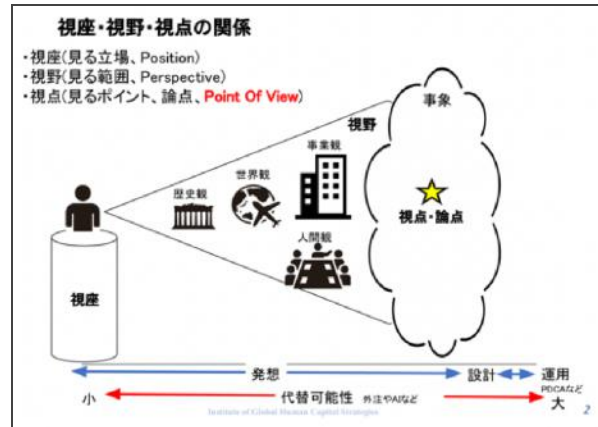 視座・視野・視点の関係
・視座(見る立場、Position)
・視野(見る範囲、Perspective)
・視点(見るポイント、論点、Point Of View)
視野
事象
事業観
世界観
歴史観
視点・論点
人間観
視座
発想
設計
運用
PDCAなど
小
代替可能性 外注やAIなど
大
Institute of Global Human Capital Strategies
2